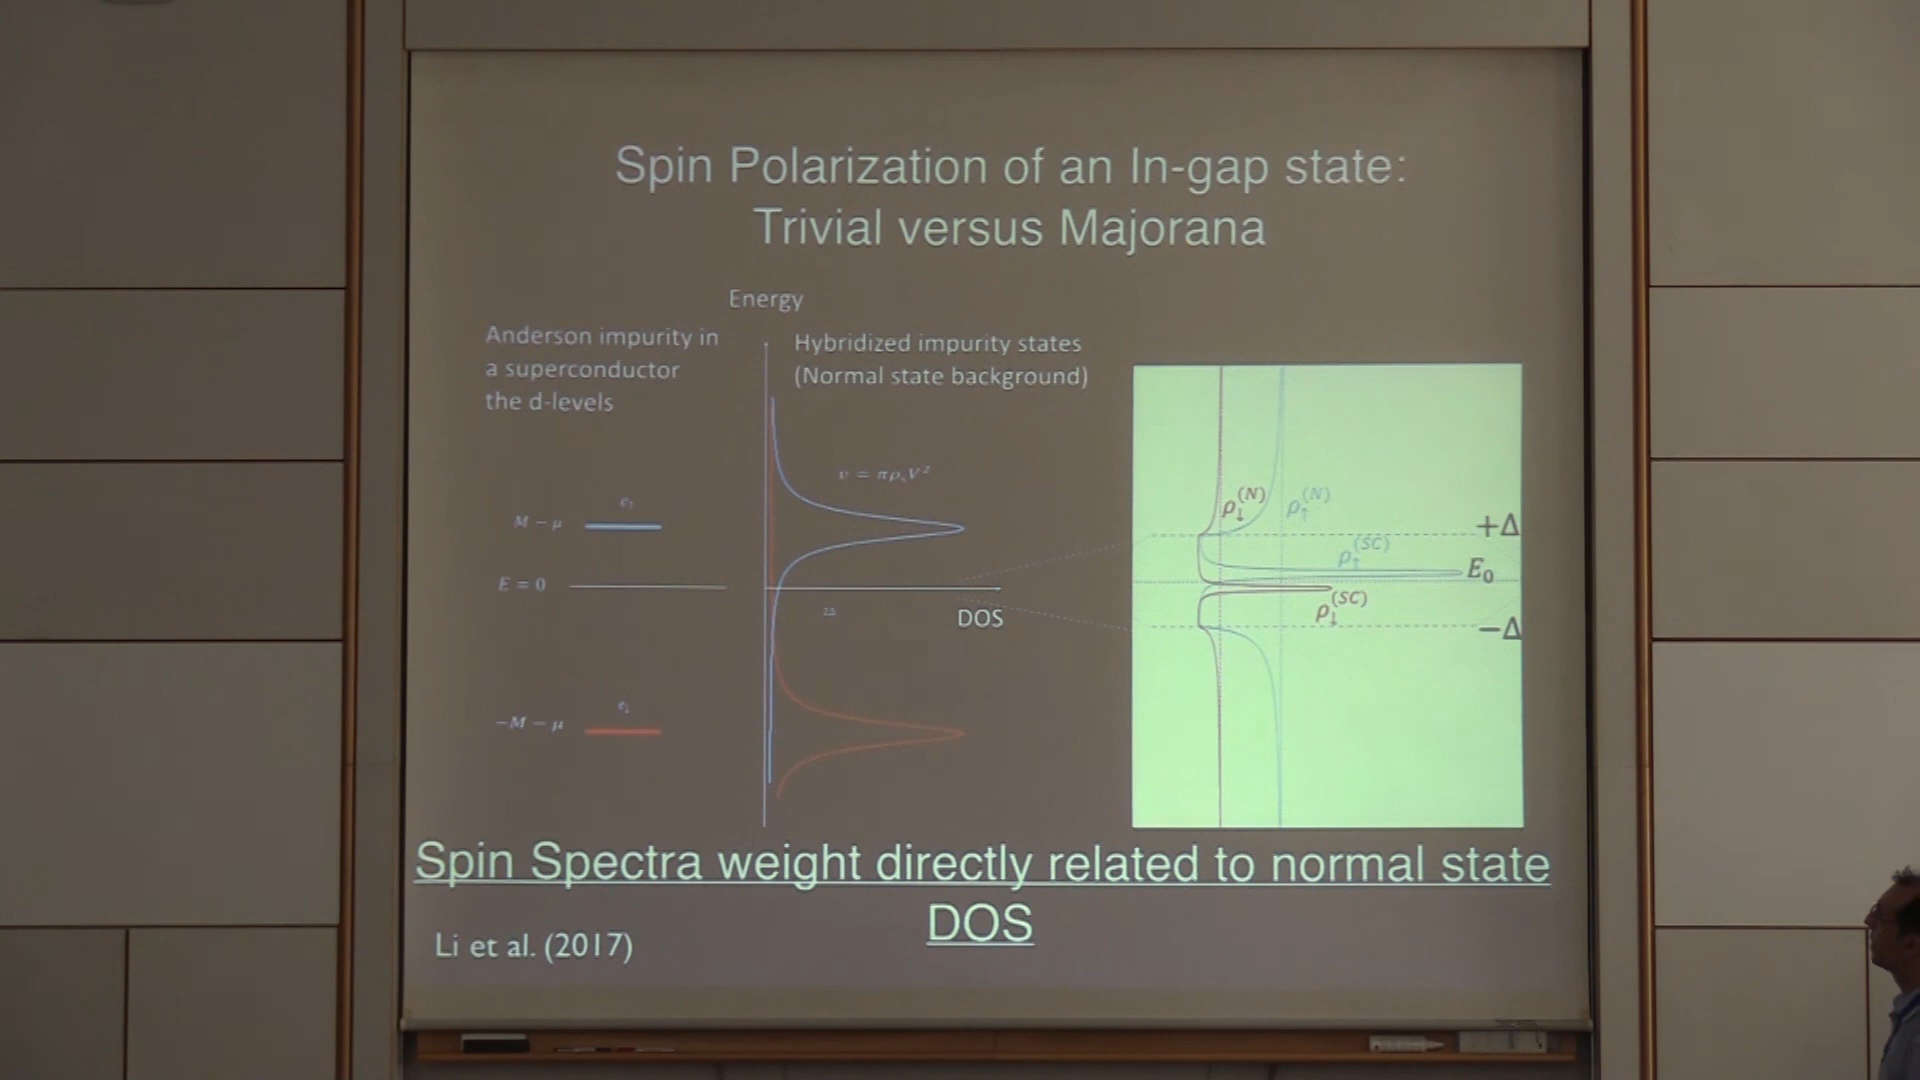 Spin Polarization of an In-gap state:
Trivial versus Majorana
Energy
Anderson impurity in
a superconductor
the d-levels
Hybridized impurity states
(Normal state background)
M − μ
e↑
E = 0
−M − μ
e↓
DOS
ρ↓(N)
ρ↑(N)
+Δ
ρ↑(SC)
E₀
ρ↓(SC)
−Δ
Spin Spectra weight directly related to normal state
DOS
Li et al. (2017)